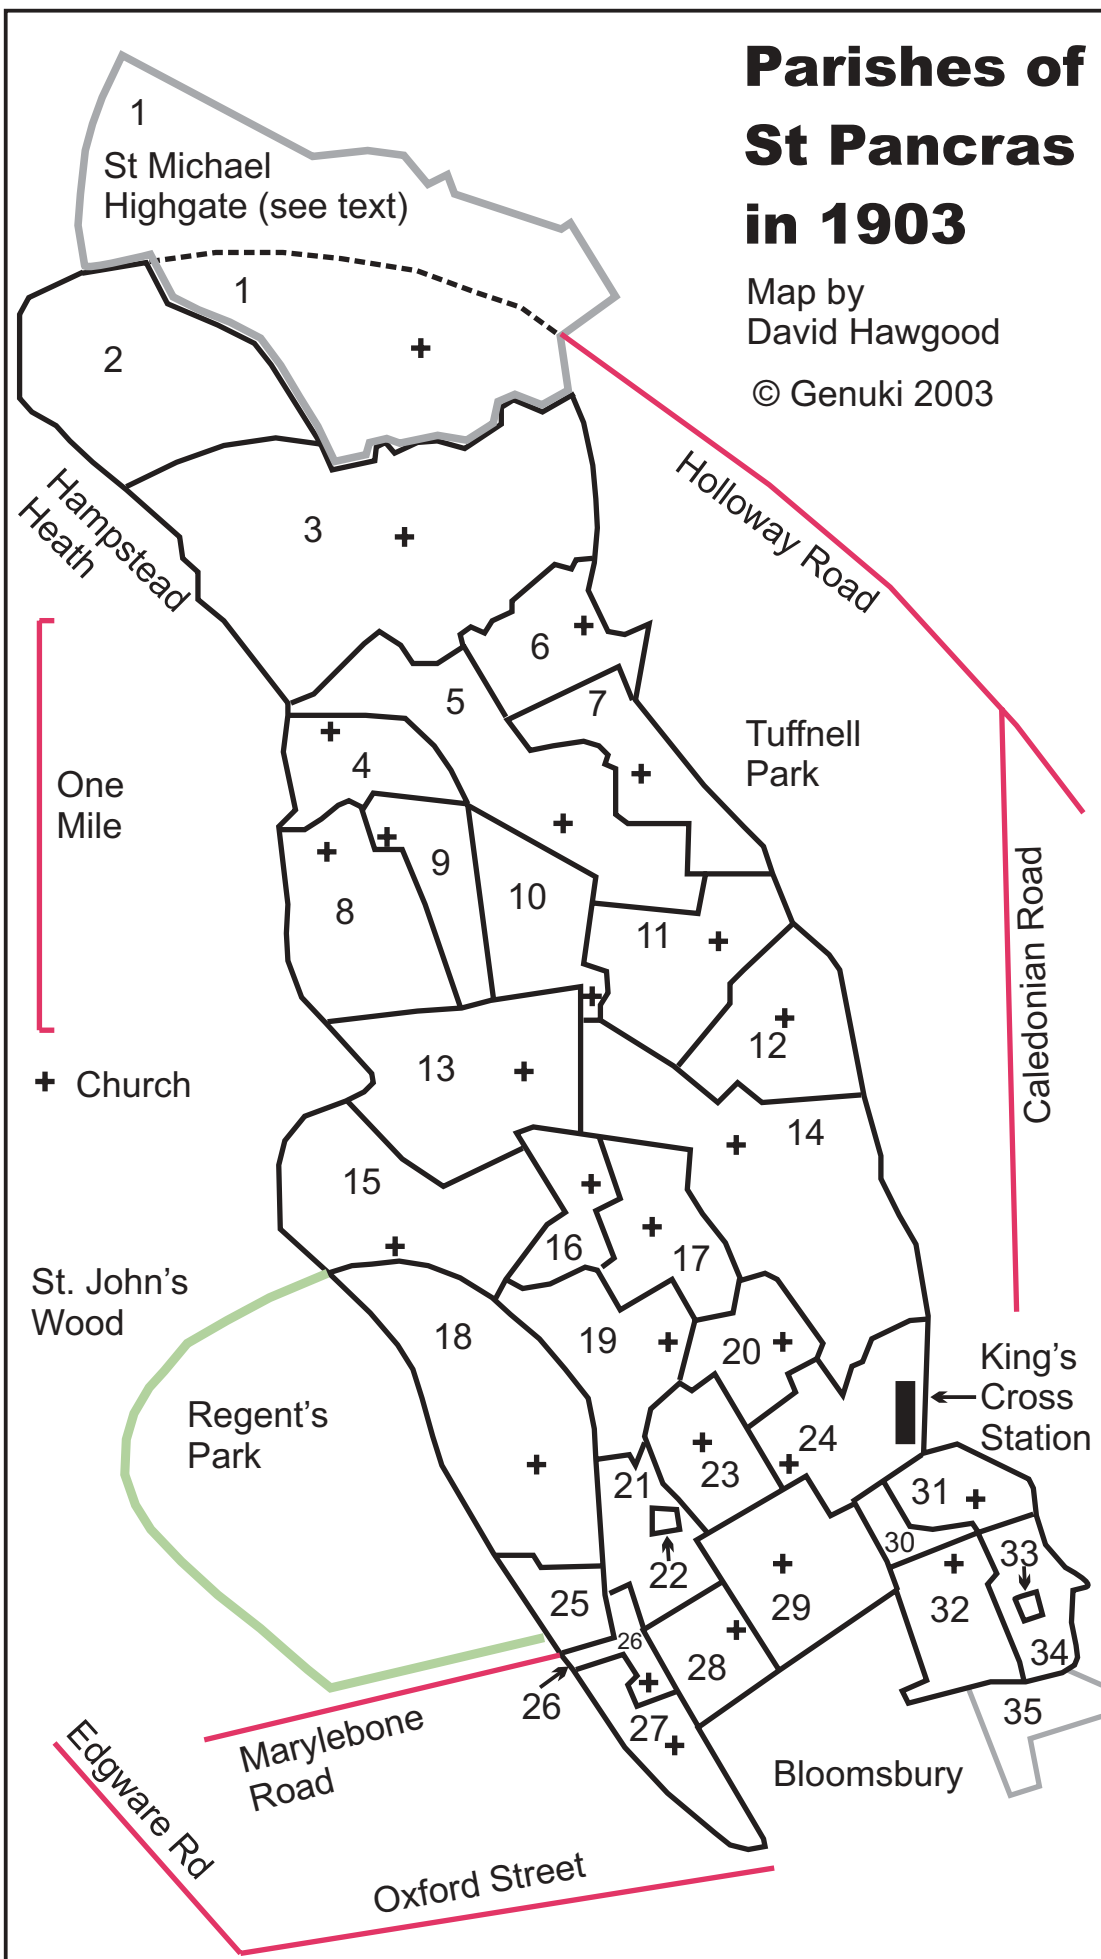 Parishes of
St Pancras
in 1903
Map by
David Hawgood
© Genuki 2003
1
St Michael
Highgate (see text)
1
2
Hampstead
Heath
3
Holloway Road
6
5
7
Tuffnell
Park
One
Mile
4
9
8
10
11
Caledonian Road
12
13
Church
14
15
16
17
St. John's
Wood
18
19
20
King's
Cross
Station
Regent's
Park
24
23
21
31
30
22
33
25
29
32
26
28
34
26
27
35
Marylebone
Road
Bloomsbury
Edgware Rd
Oxford Street